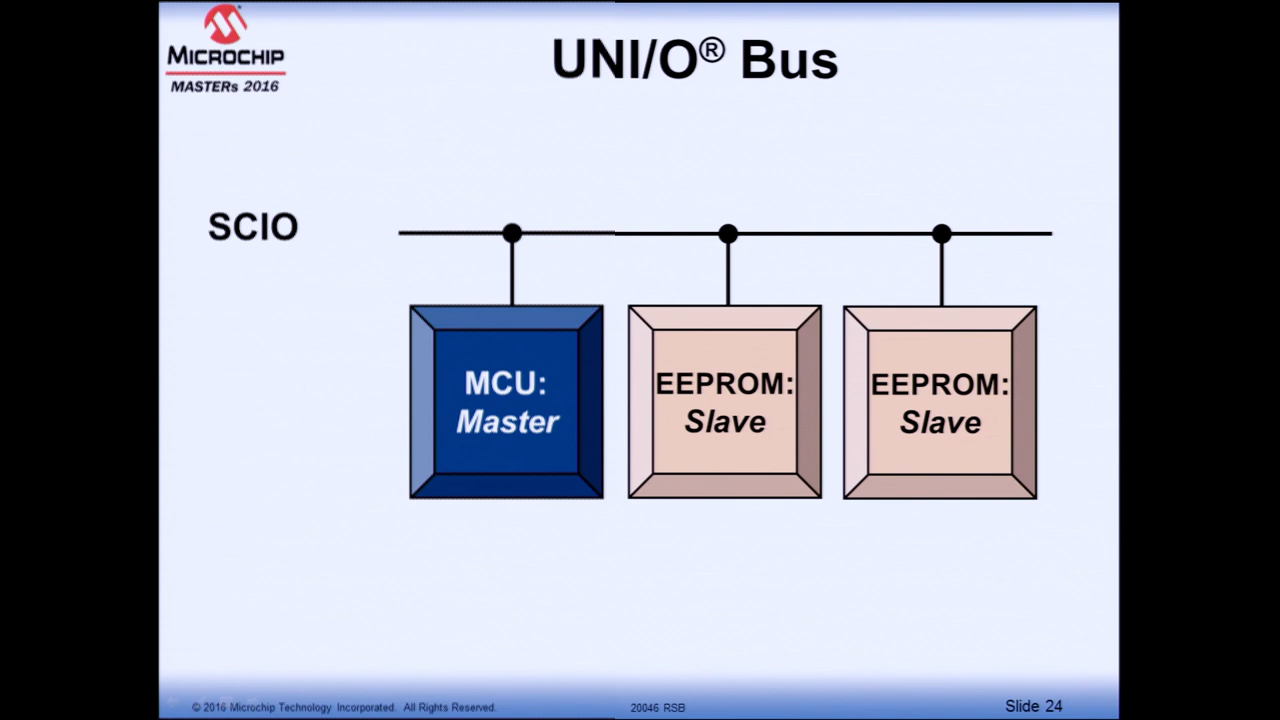 MICROCHIP
MASTERs 2016
UNI/O® Bus
SCIO
MCU:
Master
EEPROM:
Slave
EEPROM:
Slave
© 2016 Microchip Technology Incorporated. All Rights Reserved.
20046 RSB
Slide 24